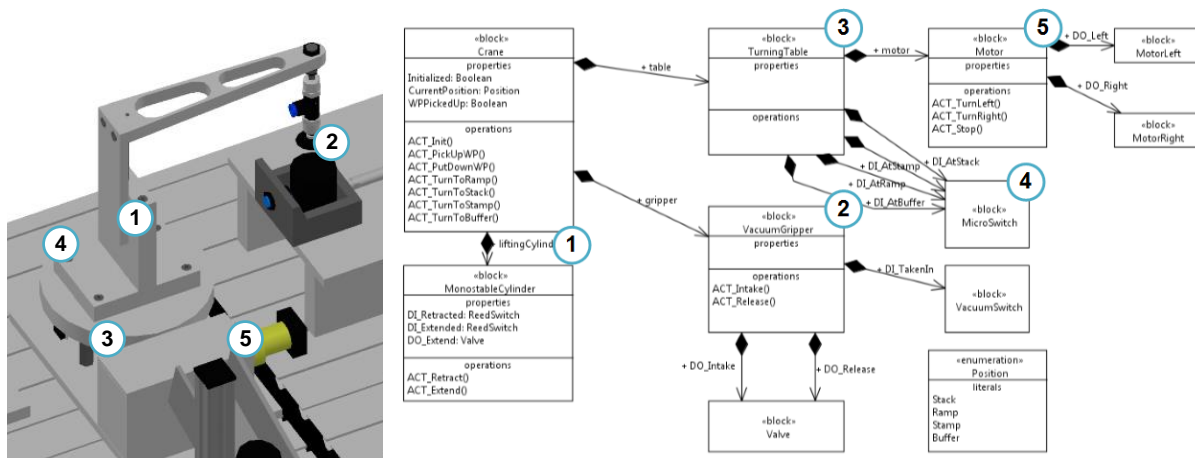 1
2
3
4
5
«block»
Crane
properties
Initialized: Boolean
CurrentPosition: Position
WPPickedUp: Boolean
operations
ACT_Init()
ACT_PickUpWP()
ACT_PutDownWP()
ACT_TurnToRamp()
ACT_TurnToStack()
ACT_TurnToStamp()
ACT_TurnToBuffer()
+ table
+ gripper
liftingCylind
1
«block»
MonostableCylinder
properties
DI_Retracted: ReedSwitch
DI_Extended: ReedSwitch
DO_Extend: Valve
operations
ACT_Retract()
ACT_Extend()
3
«block»
TurningTable
properties
operations
+ motor
+ DI_AtStack
+ DI_AtStamp
+ DI_AtRamp
+ DI_AtBuffer
2
«block»
VacuumGripper
properties
operations
ACT_Intake()
ACT_Release()
+ DI_TakenIn
+ DO_Intake
+ DO_Release
«block»
Valve
5
«block»
Motor
properties
operations
ACT_TurnLeft()
ACT_TurnRight()
ACT_Stop()
+ DO_Left
+ DO_Right
«block»
MotorLeft
«block»
MotorRight
4
«block»
MicroSwitch
«block»
VacuumSwitch
«enumeration»
Position
literals
Stack
Ramp
Stamp
Buffer